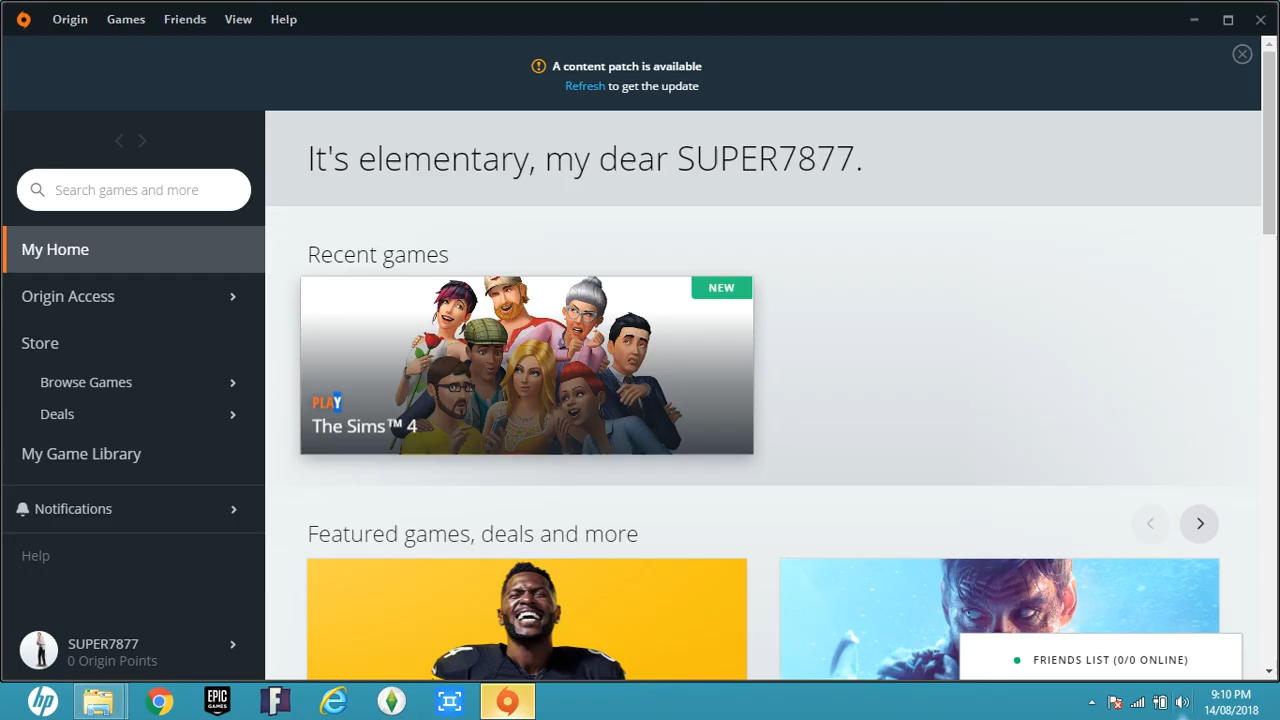 Origin Games Friends View Help
A content patch is available
Refresh to get the update
Search games and more
My Home
Origin Access
Store
Browse Games
Deals
My Game Library
Notifications
Help
SUPER7877
0 Origin Points
It's elementary, my dear SUPER7877.
Recent games
NEW
PLAY
The Sims™ 4
Featured games, deals and more
FRIENDS LIST (0/0 ONLINE)
hp
EPIC
GAMES
F
9:10 PM
14/08/2018